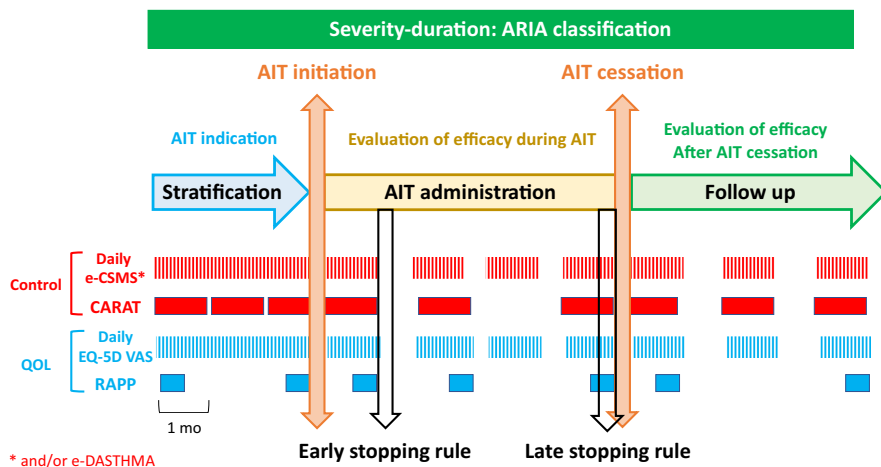 Severity-duration: ARIA classification
AIT initiation
AIT cessation
AIT indication
Evaluation of efficacy during AIT
Evaluation of efficacy
After AIT cessation
Stratification
AIT administration
Follow up
Control
Daily
e-CSMS*
CARAT
QOL
Daily
EQ-5D VAS
RAPP
1 mo
Early stopping rule
Late stopping rule
* and/or e-DASTHMA